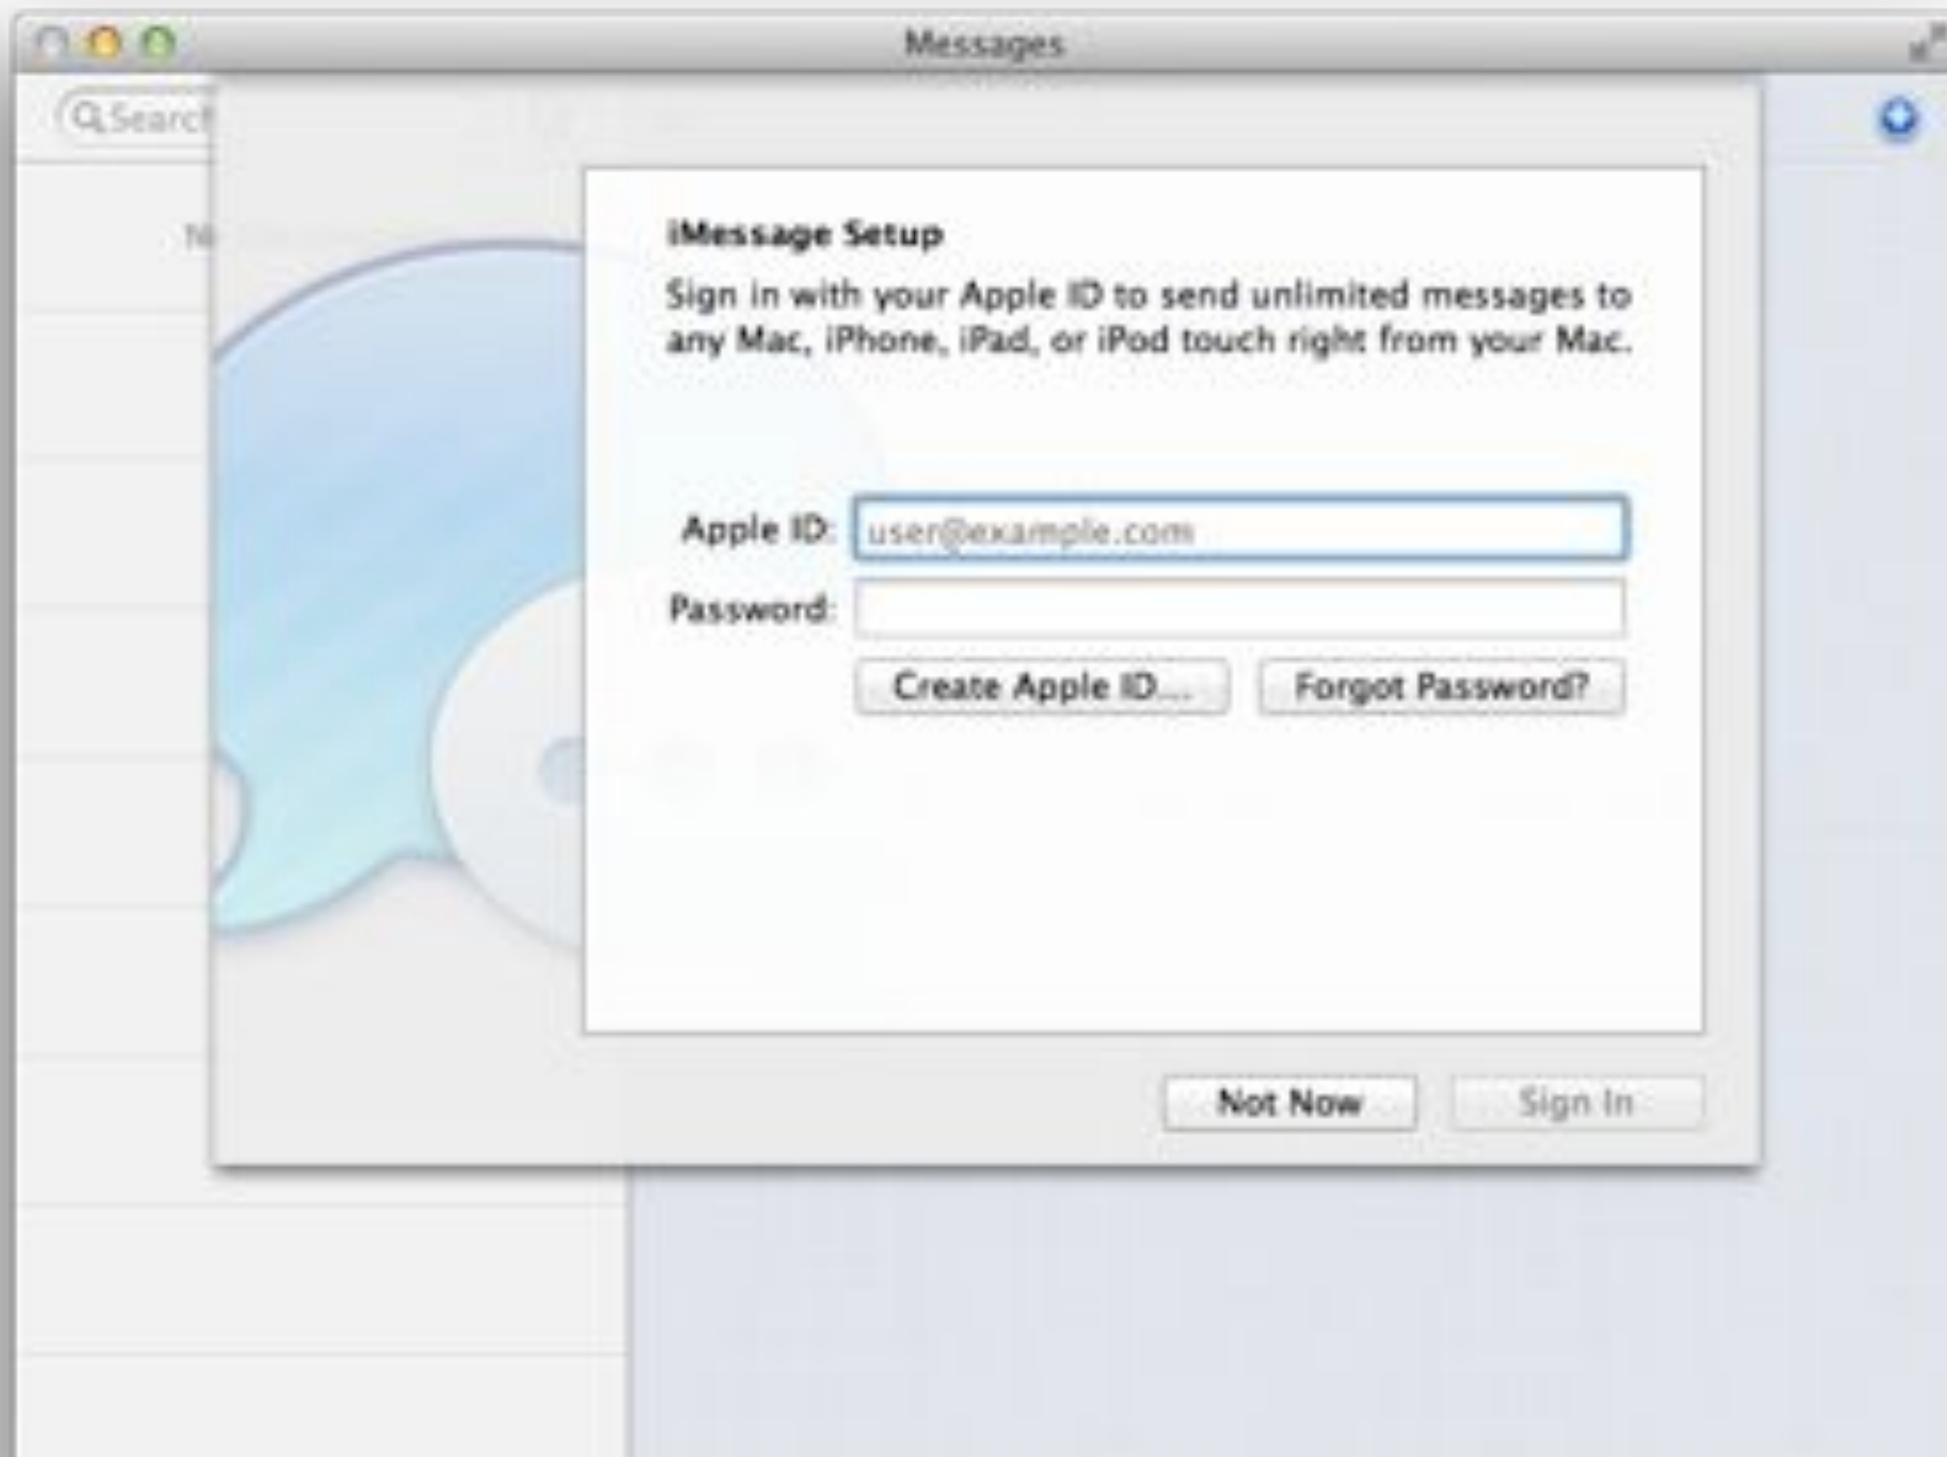 Messages
Search
iMessage Setup
Sign in with your Apple ID to send unlimited messages to
any Mac, iPhone, iPad, or iPod touch right from your Mac.
Apple ID: user@example.com
Password:
Create Apple ID... Forgot Password?
Not Now Sign In